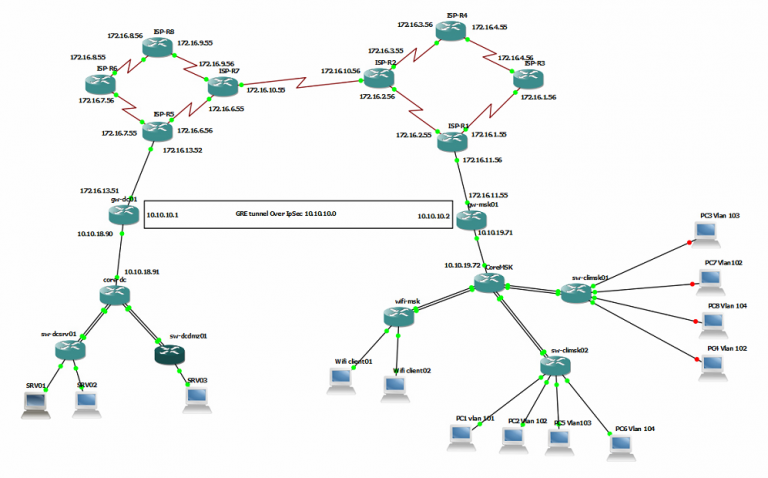 ISP-R4
172.16.3.56
172.16.4.55
ISP-R8
172.16.8.56
172.16.9.55
172.16.3.55
172.16.4.56
172.16.8.55
ISP-R6
172.16.9.56
ISP-R7
172.16.10.56
ISP-R2
ISP-R3
172.16.10.55
172.16.2.56
172.16.1.56
172.16.7.56
172.16.6.55
ISP-R5
172.16.7.55
172.16.6.56
172.16.13.52
172.16.2.55
ISP-R1
172.16.1.55
172.16.11.56
172.16.13.51
gw-dc01
172.16.11.55
gw-msk01
10.10.10.1
GRE tunnel Over IpSec 10.10.10.0
10.10.10.2
10.10.18.90
10.10.19.71
PC3 Vlan 103
10.10.18.91
core-dc
10.10.19.72
CoreMSK
sw-climsk01
PC7 Vlan102
PC8 Vlan 104
wifi-msk
sw-dcsrv01
sw-dcdmz01
sw-climsk02
PC4 Vlan 102
Wifi client01
Wifi client02
SRV01
SRV02
SRV03
PC1 vlan 101
PC2 Vlan 102
PC5 Vlan103
PC6 Vlan 104